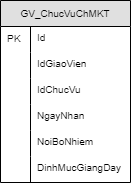 GV_ChucVuChMKT
PK Id
IdGiaoVien
IdChucVu
NgayNhan
NoiBoNhiem
DinhMucGiangDay